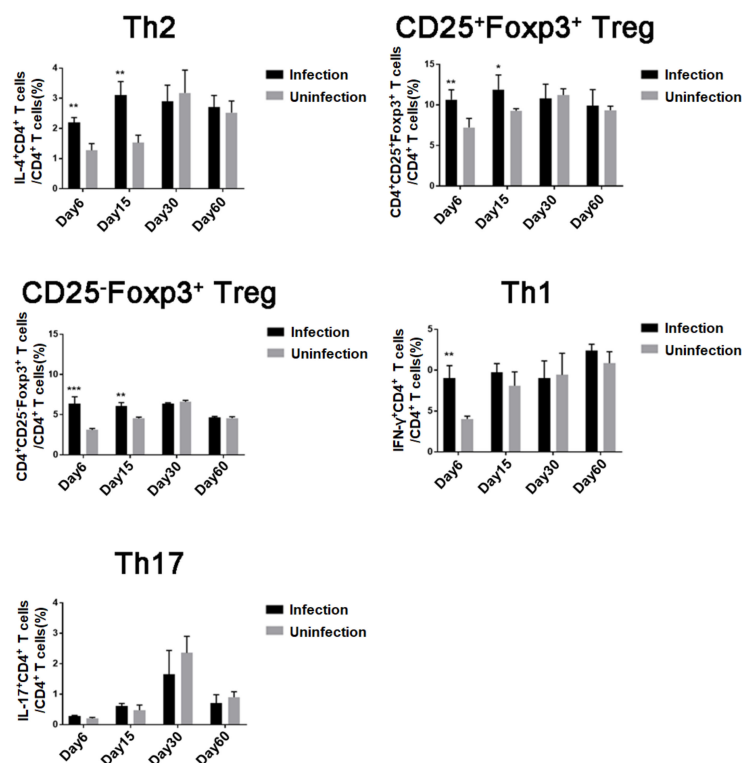 Th2
IL-4⁺CD4⁺ T cells
/CD4⁺ T cells(%)
4
3
2
1
0
**
**
Infection
Uninfection
Day6
Day15
Day30
Day60
CD25⁺Foxp3⁺ Treg
CD4⁺CD25⁺Foxp3⁺ T cells
/CD4⁺ T cells(%)
15
10
5
0
**
*
Infection
Uninfection
Day6
Day15
Day30
Day60
CD25⁻Foxp3⁺ Treg
CD4⁺CD25⁻Foxp3⁺ T cells
/CD4⁺ T cells(%)
15
10
5
0
***
**
Infection
Uninfection
Day6
Day15
Day30
Day60
Th1
IFN-γ⁺CD4⁺ T cells
/CD4⁺ T cells(%)
5
0
5
0
**
Infection
Uninfection
Day6
Day15
Day30
Day60
Th17
IL-17⁺CD4⁺ T cells
/CD4⁺ T cells(%)
4
3
2
1
0
Infection
Uninfection
Day6
Day15
Day30
Day60